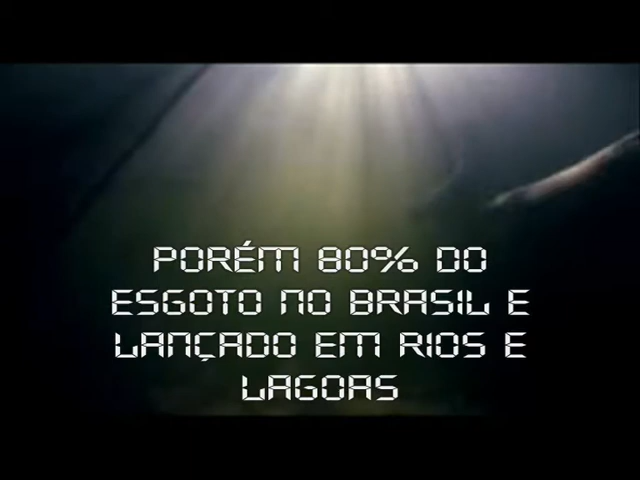 PORÉM 80% DO
ESGOTO NO BRASIL E
LANÇADO EM RIOS E
LAGOAS